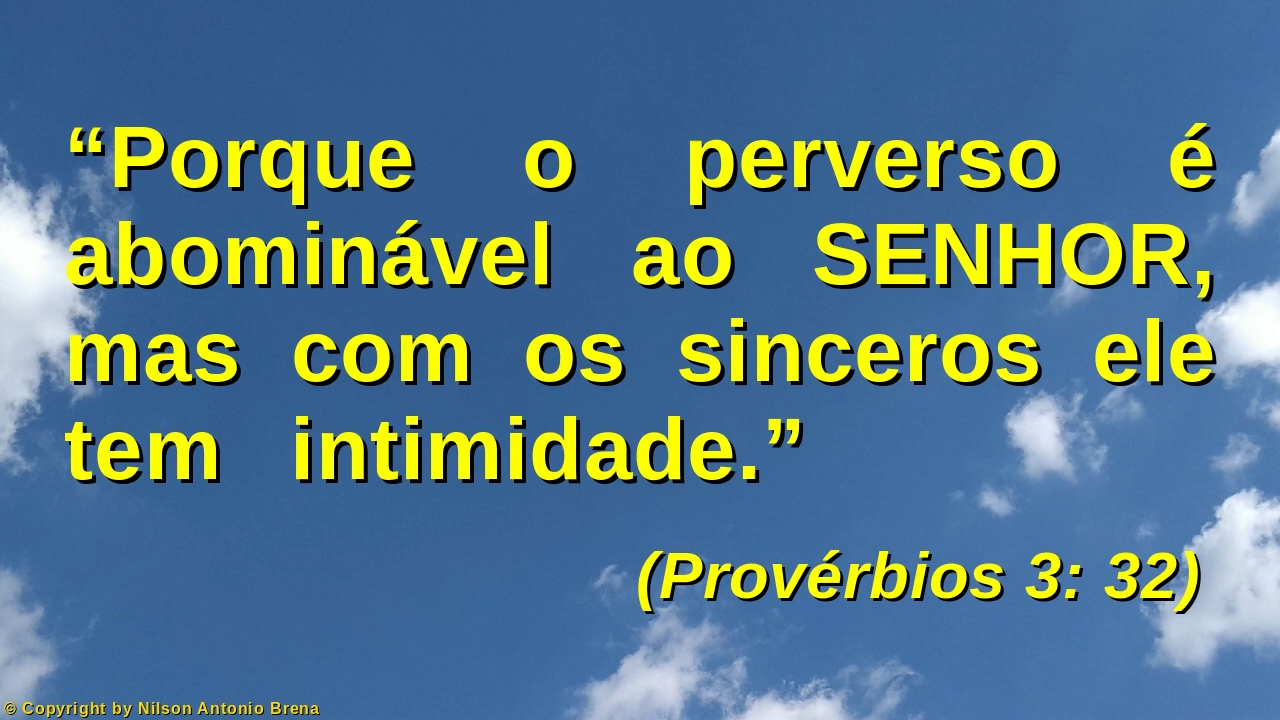 “Porque o perverso é
abominável ao SENHOR,
mas com os sinceros ele
tem intimidade.”
(Provérbios 3: 32)
© Copyright by Nilson Antonio Brena